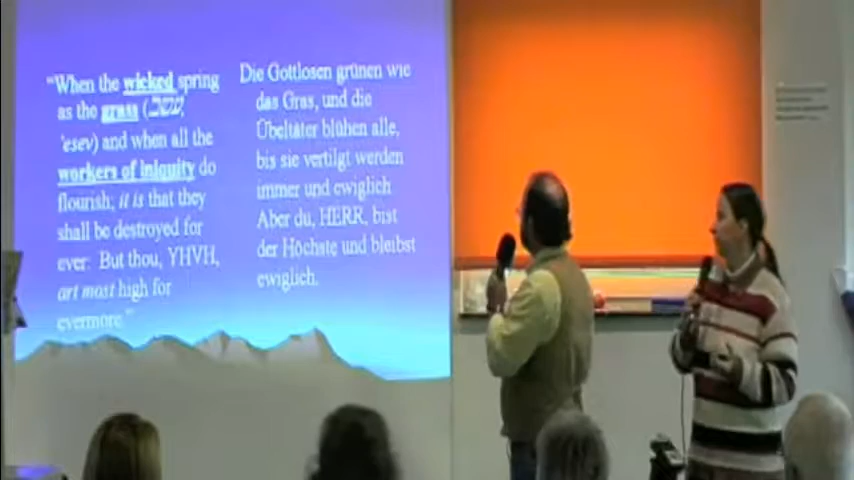 "When the wicked spring
as the grass (עֵשֶׂב,
'esev) and when all the
workers of iniquity do
flourish; it is that they
shall be destroyed for
ever: But thou, YHVH,
art most high for
evermore."
Die Gottlosen grünen wie
das Gras, und die
Übeltäter blühen alle,
bis sie vertilgt werden
immer und ewiglich
Aber du, HERR, bist
der Höchste und bleibst
ewiglich.